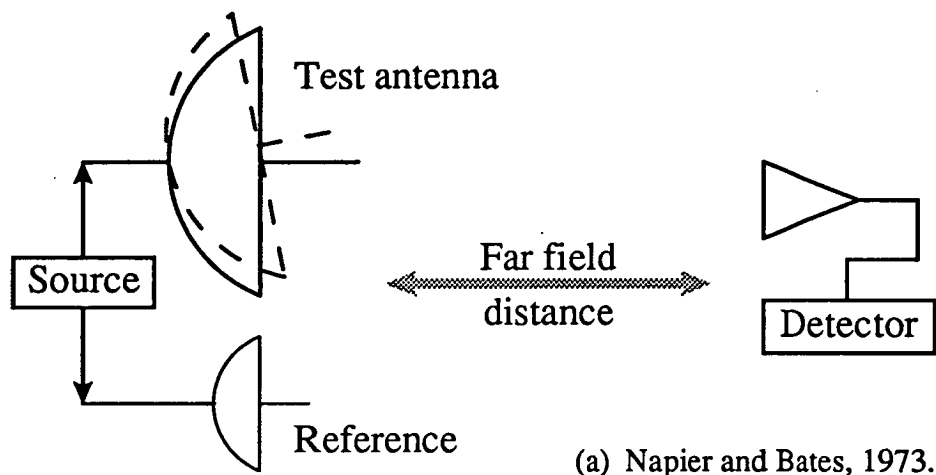 Test antenna
Source
Far field
distance
Detector
Reference
(a) Napier and Bates, 1973.